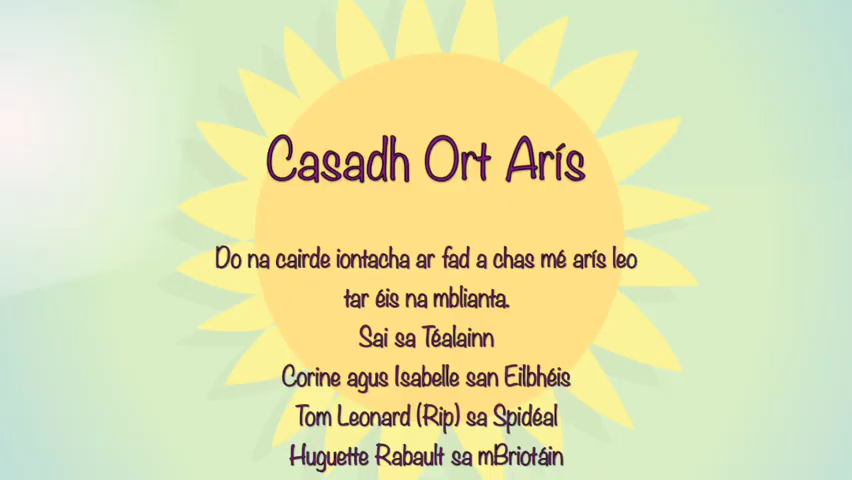 Casadh Ort Arís
Do na cairde iontacha ar fad a chas mé arís leo
tar éis na mblianta.
Sai sa Téalainn
Corine agus Isabelle san Eilbhéis
Tom Leonard (Rip) sa Spidéal
Huguette Rabault sa mBriotáin